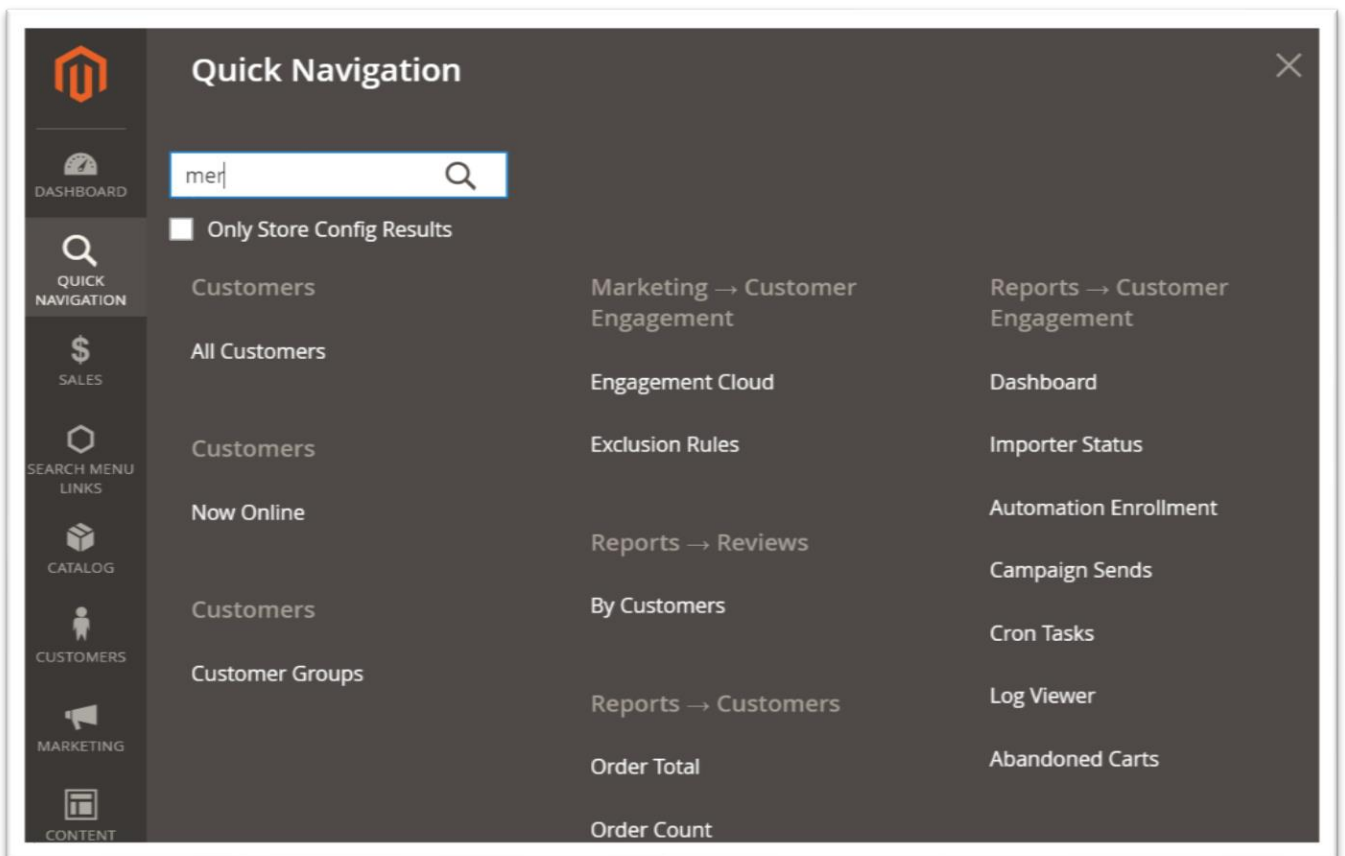 Quick Navigation
mer
Only Store Config Results
DASHBOARD
QUICK
NAVIGATION
SALES
SEARCH MENU
LINKS
CATALOG
CUSTOMERS
MARKETING
CONTENT
Customers
All Customers
Customers
Now Online
Customers
Customer Groups
Marketing → Customer
Engagement
Engagement Cloud
Exclusion Rules
Reports → Reviews
By Customers
Reports → Customers
Order Total
Order Count
Reports → Customer
Engagement
Dashboard
Importer Status
Automation Enrollment
Campaign Sends
Cron Tasks
Log Viewer
Abandoned Carts